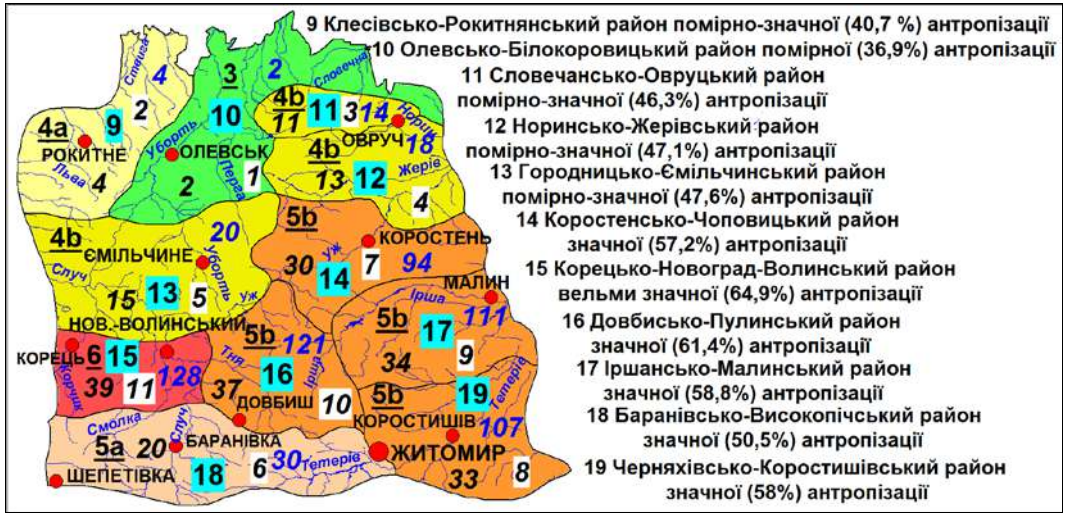 9 Клесівсько-Рокитнянський район помірно-значної (40,7 %) антропізації
10 Олевсько-Білокоровицький район помірної (36,9%) антропізації
11 Словечансько-Овруцький район
помірно-значної (46,3%) антропізації
12 Норинсько-Жерівський район
помірно-значної (47,1%) антропізації
13 Городницько-Ємільчинський район
помірно-значної (47,6%) антропізації
14 Коростенсько-Чоповицький район
значної (57,2%) антропізації
15 Корецько-Новоград-Волинський район
вельми значної (64,9%) антропізації
16 Довбисько-Пулинський район
значної (61,4%) антропізації
17 Іршансько-Малинський район
значної (58,8%) антропізації
18 Баранівсько-Високопічський район
значної (50,5%) антропізації
19 Черняхівсько-Коростишівський район
значної (58%) антропізації
Ствига
4
2
4а
9
РОКИТНЕ
Льва
4
3
2
Словечна
10
Уборть
ОЛЕВСЬК
Перга
1
2
4b
11
3
14
Норин
11
ОВРУЧ
18
4b
Жерів
13
12
4
4b
20
ЄМІЛЬЧИНЕ
Случ
Уборть
15
13
5
Уж
НОВ.-ВОЛИНСЬКИЙ
5b
КОРОСТЕНЬ
Уж
30
14
7
94
МАЛИН
Ірша
5b
17
111
34
9
КОРЕЦЬ
6
15
Корчик
39
11
128
5b
121
Тня
16
Ірша
37
ДОВБИШ
10
5b
19
Тетерів
КОРОСТИШІВ
107
ЖИТОМИР
33
8
Смолка
Случ
5а
20
БАРАНІВКА
ШЕПЕТІВКА
18
6
30
Тетерів